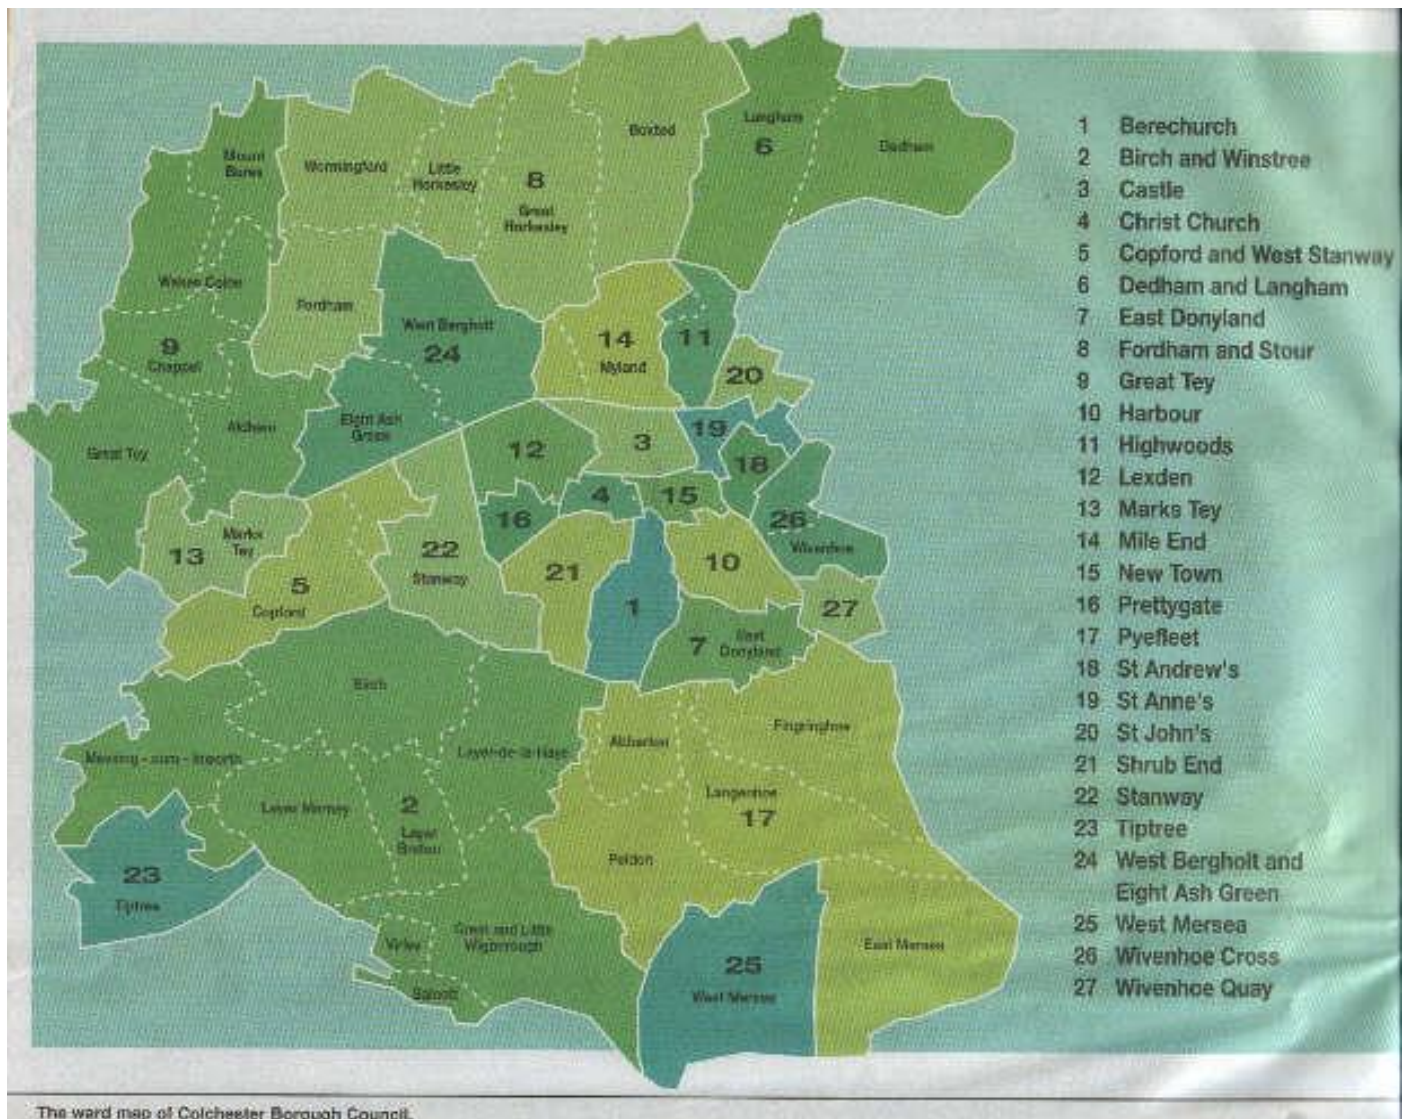 Langham
6
Dedham
Boxted
Mount
Bures
Wormingford
Little
Horkesley
8
Great
Horkesley
Wakes Colne
Fordham
West Bergholt
24
14
Myland
11
9
Chappel
20
Eight Ash
Green
Aldham
Great Tey
12
3
19
18
16
4
15
26
Wivenhoe
13
Marks
Tey
22
Stanway
21
10
5
Copford
1
27
7
East
Donyland
Birch
Fingringhoe
Layer-de-la-Haye
Langenhoe
17
Layer Marney
2
Layer
Breton
Peldon
23
Tiptree
Virley
Great and Little
Wigborough
East Mersea
25
West Mersea
Salcott
1 Berechurch
2 Birch and Winstree
3 Castle
4 Christ Church
5 Copford and West Stanway
6 Dedham and Langham
7 East Donyland
8 Fordham and Stour
9 Great Tey
10 Harbour
11 Highwoods
12 Lexden
13 Marks Tey
14 Mile End
15 New Town
16 Prettygate
17 Pyefleet
18 St Andrew's
19 St Anne's
20 St John's
21 Shrub End
22 Stanway
23 Tiptree
24 West Bergholt and
Eight Ash Green
25 West Mersea
26 Wivenhoe Cross
27 Wivenhoe Quay
The ward map of Colchester Borough Council.